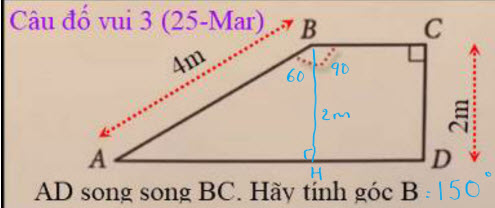 Câu đố vui 3 (25-Mar)
B
C
4m
60
90
2m
2m
A
H
D
AD song song BC. Hãy tính góc B : 150°